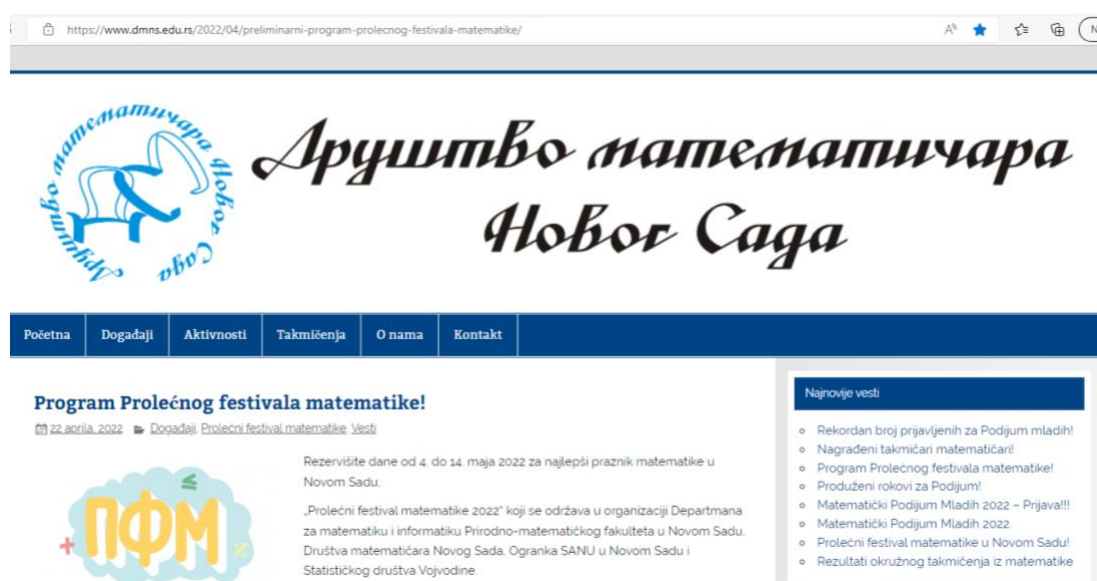 https://www.dmns.edu.rs/2022/04/preliminarni-program-prolecnog-festivala-matematike/
Друштво математичара Новог Сада
Друштво математичара
Новог Сада
Početna Događaji Aktivnosti Takmičenja O nama Kontakt
Program Prolećnog festivala matematike!
22 aprila, 2022 Događaji, Prolećni festival matematike, Vesti
ПФМ
Rezervišite dane od 4. do 14. maja 2022 za najlepši praznik matematike u
Novom Sadu.
„Prolećni festival matematike 2022“ koji se održava u organizaciji Departmana
za matematiku i informatiku Prirodno-matematičkog fakulteta u Novom Sadu,
Društva matematičara Novog Sada, Ogranka SANU u Novom Sadu i
Statističkog društva Vojvodine.
Najnovije vesti
Rekordan broj prijavljenih za Podijum mladih!
Nagrađeni takmičari matematičari!
Program Prolećnog festivala matematike!
Produženi rokovi za Podijum!
Matematički Podijum Mladih 2022 – Prijava!!!
Matematički Podijum Mladih 2022.
Prolećni festival matematike u Novom Sadu!
Rezultati okružnog takmičenja iz matematike